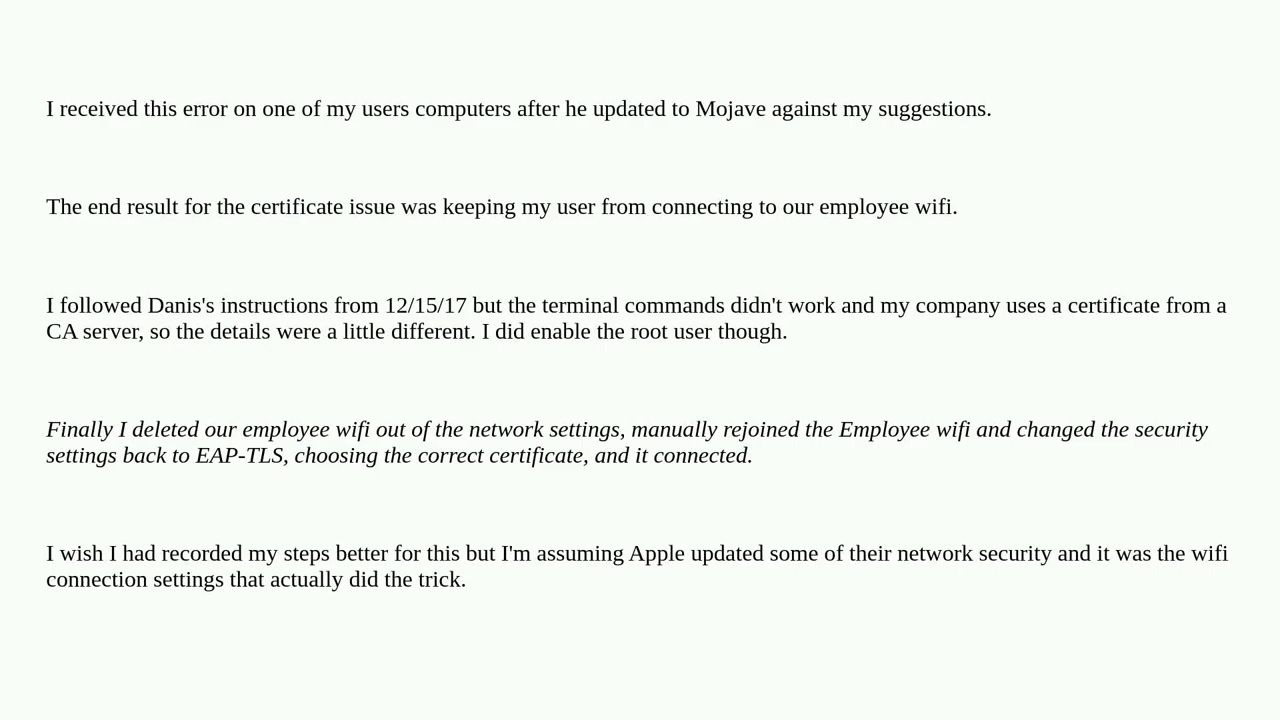 I received this error on one of my users computers after he updated to Mojave against my suggestions.
The end result for the certificate issue was keeping my user from connecting to our employee wifi.
I followed Danis's instructions from 12/15/17 but the terminal commands didn't work and my company uses a certificate from a
CA server, so the details were a little different. I did enable the root user though.
Finally I deleted our employee wifi out of the network settings, manually rejoined the Employee wifi and changed the security
settings back to EAP-TLS, choosing the correct certificate, and it connected.
I wish I had recorded my steps better for this but I'm assuming Apple updated some of their network security and it was the wifi
connection settings that actually did the trick.